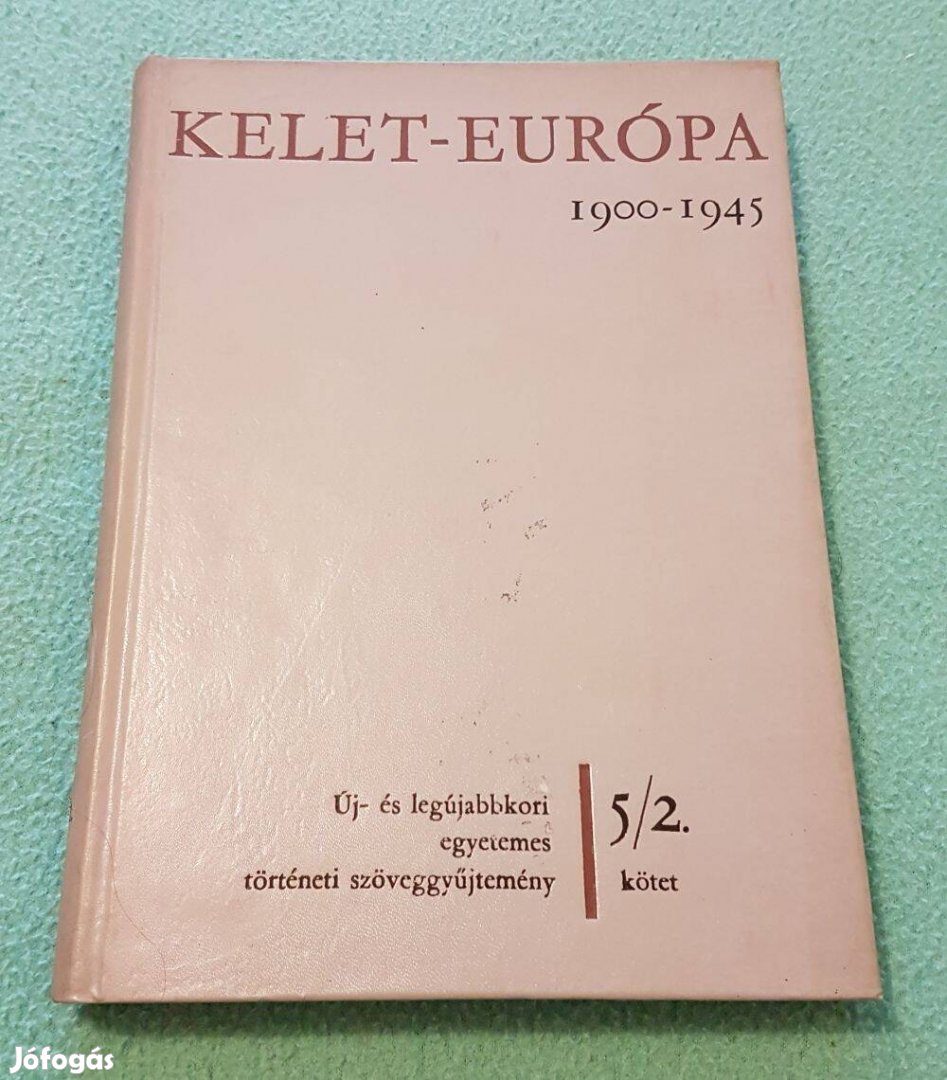 KELET-EURÓPA
1900-1945
Új- és legújabbkori
egyetemes
történeti szöveggyűjtemény
5/2.
kötet
Jófogás